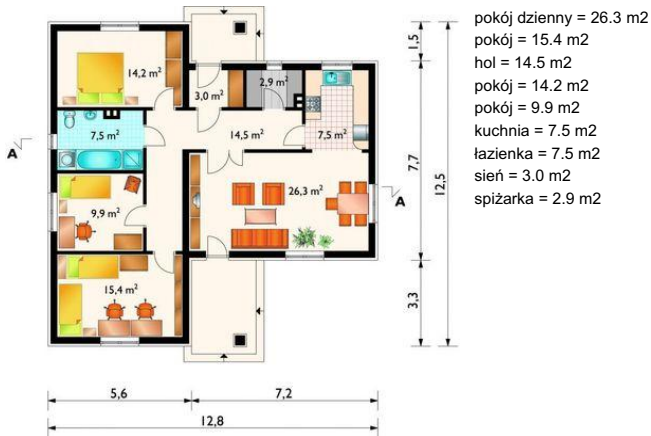 pokój dzienny = 26.3 m2
pokój = 15.4 m2
hol = 14.5 m2
pokój = 14.2 m2
pokój = 9.9 m2
kuchnia = 7.5 m2
łazienka = 7.5 m2
sień = 3.0 m2
spiżarka = 2.9 m2
14,2 m²
3,0 m²
2,9 m²
7,5 m²
14,5 m²
7,5 m²
A
A
9,9 m²
26,3 m²
15,4 m²
1,5
7,7
12,5
3,3
5,6
7,2
12,8